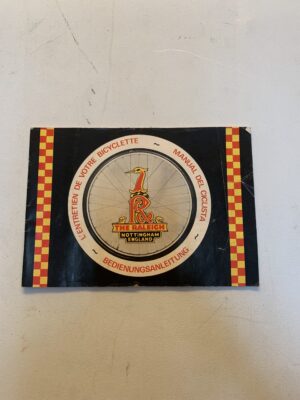 L'ENTRETIEN DE VOTRE BICYCLETTE ~ MANUAL DEL CICLISTA ~ BEDIENUNGSANLEITUNG ~
THE RALEIGH
NOTTINGHAM
ENGLAND